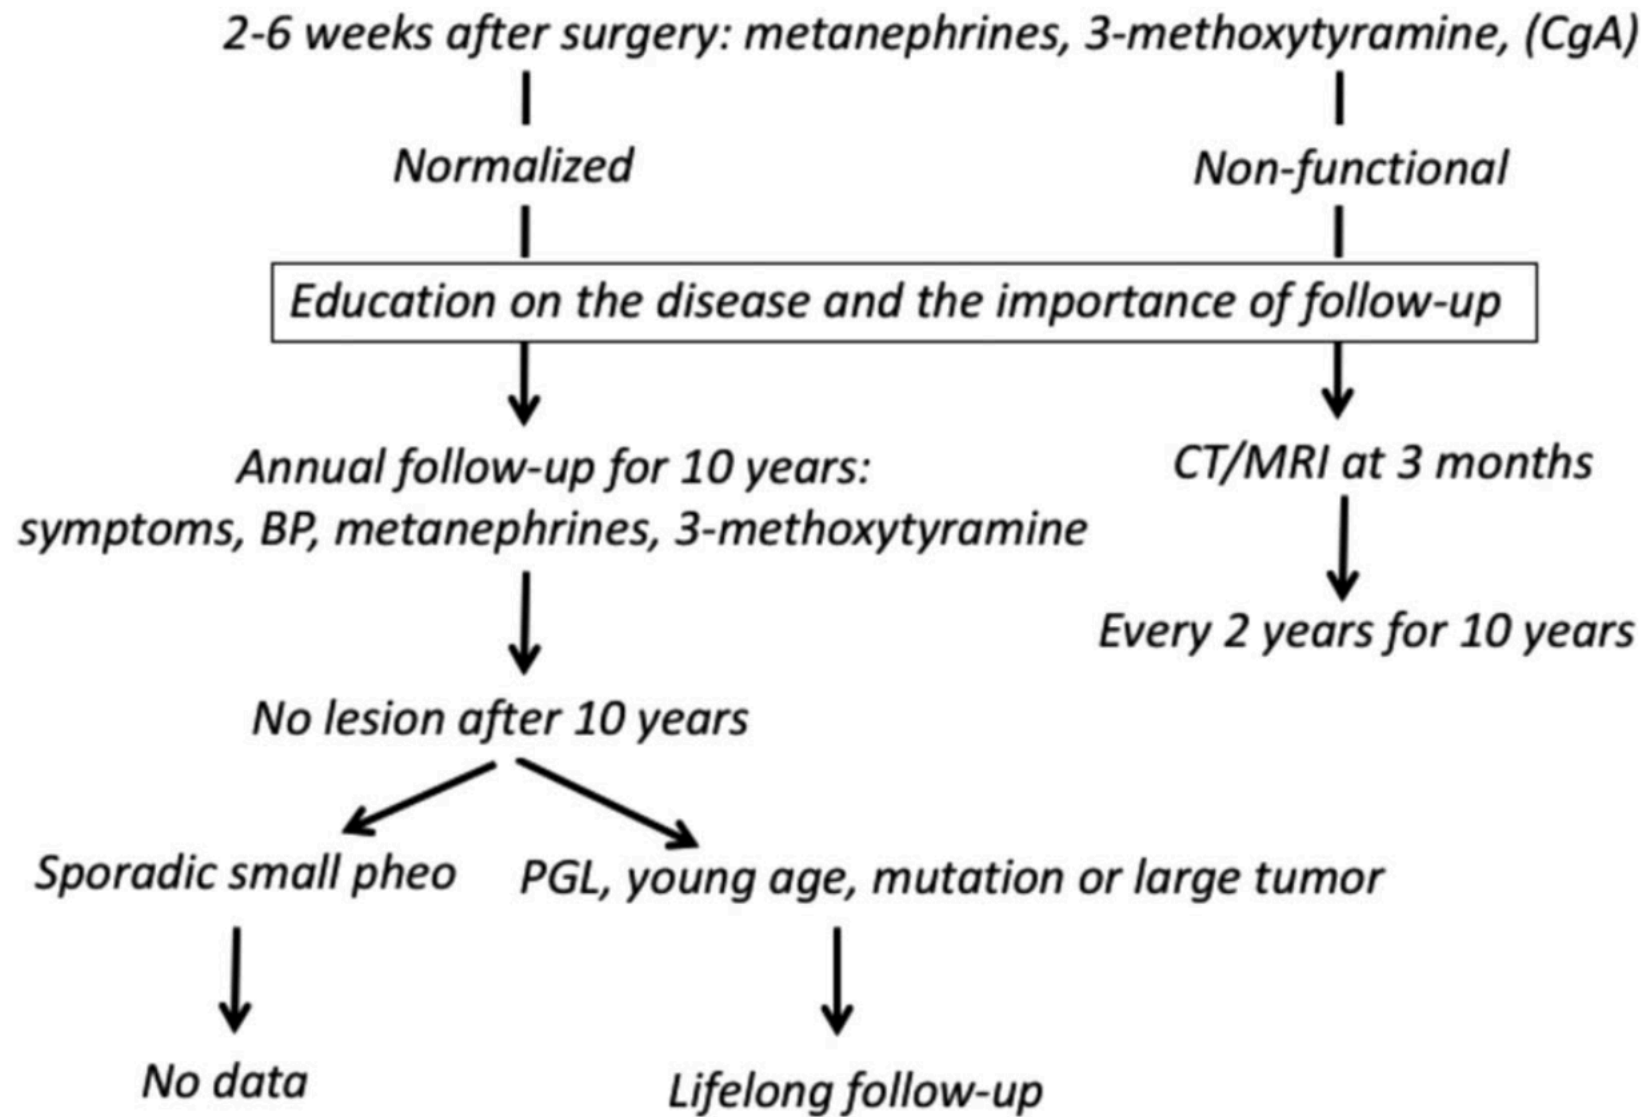 2-6 weeks after surgery: metanephrines, 3-methoxytyramine, (CgA)
Normalized
Non-functional
Education on the disease and the importance of follow-up
Annual follow-up for 10 years:
symptoms, BP, metanephrines, 3-methoxytyramine
CT/MRI at 3 months
Every 2 years for 10 years
No lesion after 10 years
Sporadic small pheo
PGL, young age, mutation or large tumor
No data
Lifelong follow-up